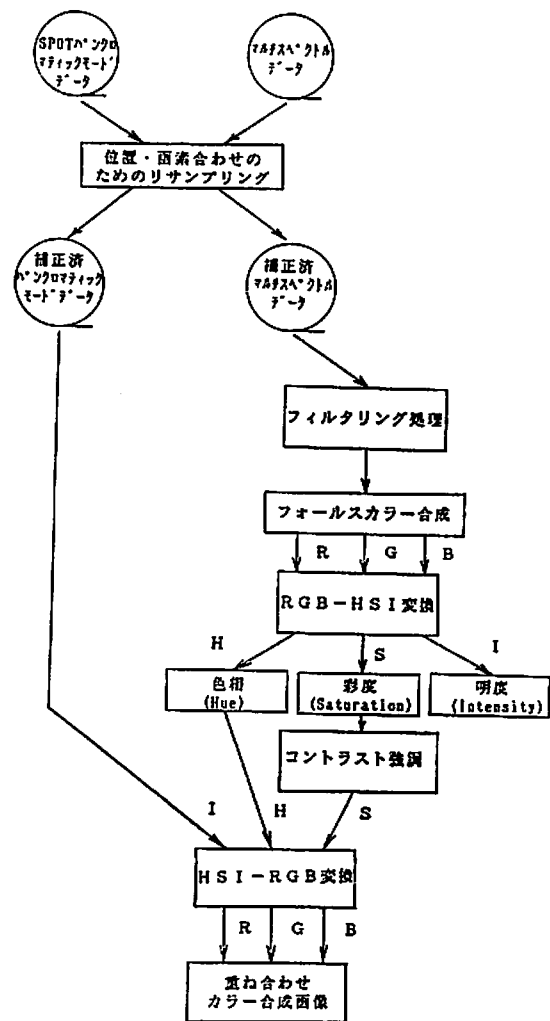 SPOTパンクロ
マティックモード
データ
マルチスペクトル
データ
位置・画素合わせの
ためのリサンプリング
補正済
パンクロマティック
モードデータ
補正済
マルチスペクトル
データ
フィルタリング処理
フォールスカラー合成
R G B
RGB-HSI変換
H S I
色相
(Hue)
彩度
(Saturation)
明度
(Intensity)
コントラスト強調
I H S
HSI-RGB変換
R G B
重ね合わせ
カラー合成画像